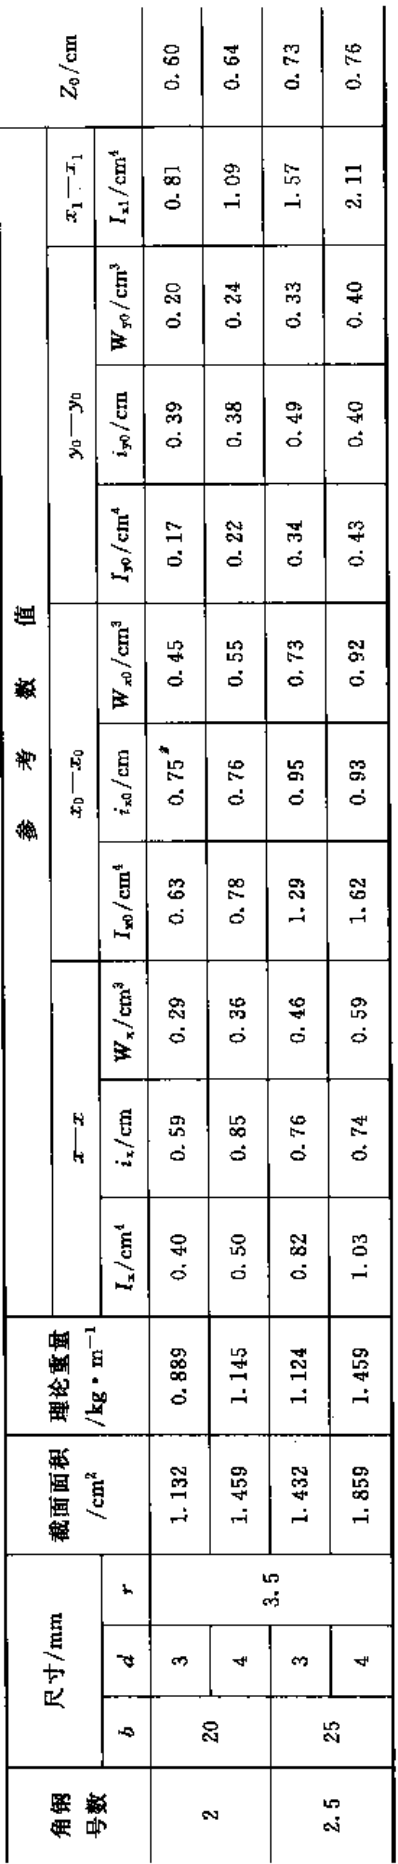 角钢号数 尺寸/mm 截面面积/cm² 理论重量/kg·m⁻¹ 参考数值
x—x x₀—x₀ y₀—y₀ x₁—x₁ Z₀/cm
b d r Iₓ/cm⁴ iₓ/cm Wₓ/cm³ Iₓ₀/cm⁴ iₓ₀/cm Wₓ₀/cm³ I_y0/cm⁴ i_y0/cm W_y0/cm³ Iₓ₁/cm⁴
2 20 3 3.5 1.132 0.889 0.40 0.59 0.29 0.63 0.75 0.45 0.17 0.39 0.20 0.81 0.60
4 1.459 1.145 0.50 0.85 0.36 0.78 0.76 0.55 0.22 0.38 0.24 1.09 0.64
2.5 25 3 1.432 1.124 0.82 0.76 0.46 1.29 0.95 0.73 0.34 0.49 0.33 1.57 0.73
4 1.859 1.459 1.03 0.74 0.59 1.62 0.93 0.92 0.43 0.40 0.40 2.11 0.76